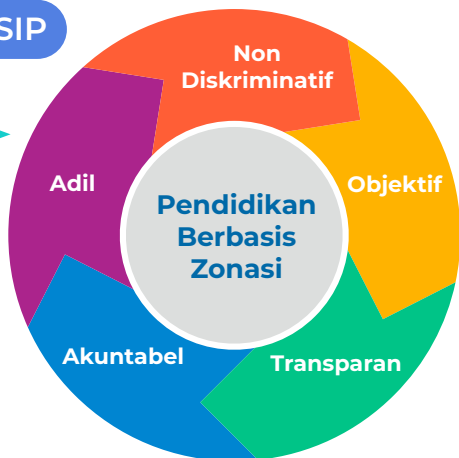 SIP
Non
Diskriminatif
Adil
Objektif
Pendidikan
Berbasis
Zonasi
Akuntabel
Transparan